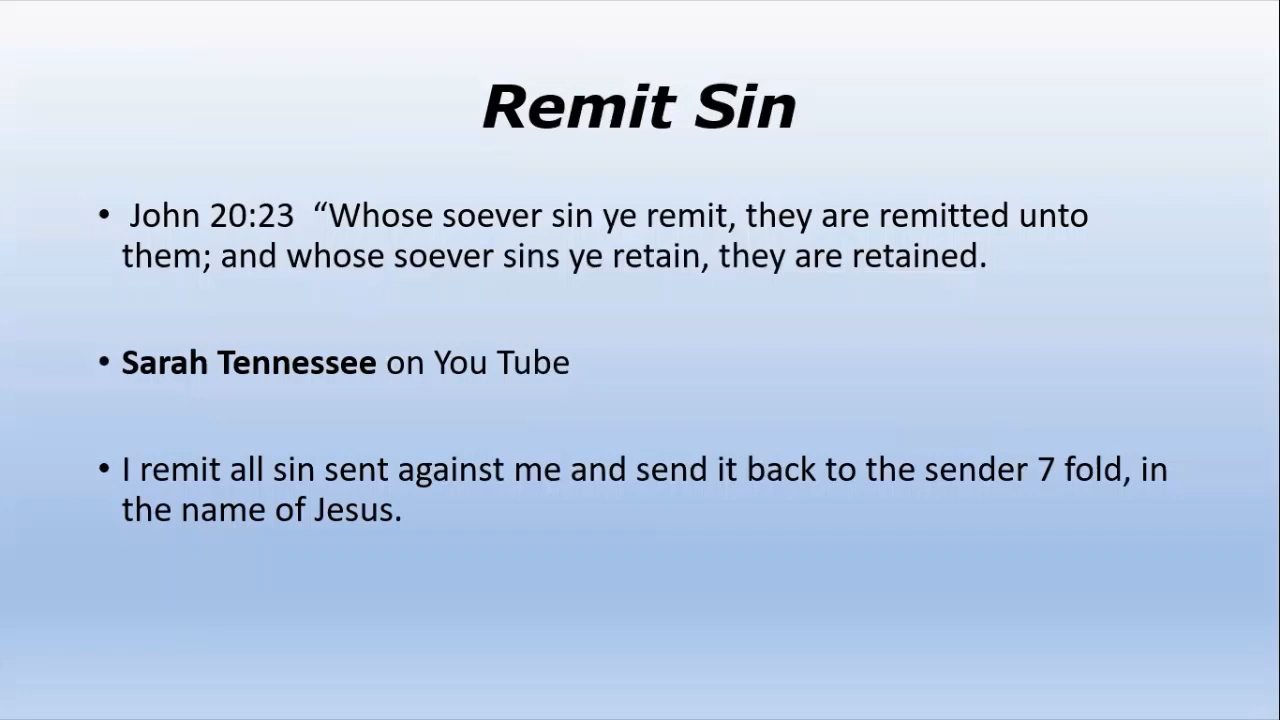 Remit Sin
• John 20:23 “Whose soever sin ye remit, they are remitted unto
them; and whose soever sins ye retain, they are retained.
• Sarah Tennessee on You Tube
• I remit all sin sent against me and send it back to the sender 7 fold, in
the name of Jesus.